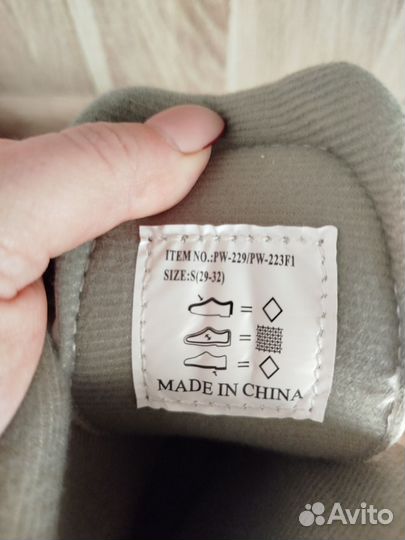 ITEM NO.:PW-229/PW-223F1
SIZE:S(29-32)
=
=
=
MADE IN CHINA
Avito